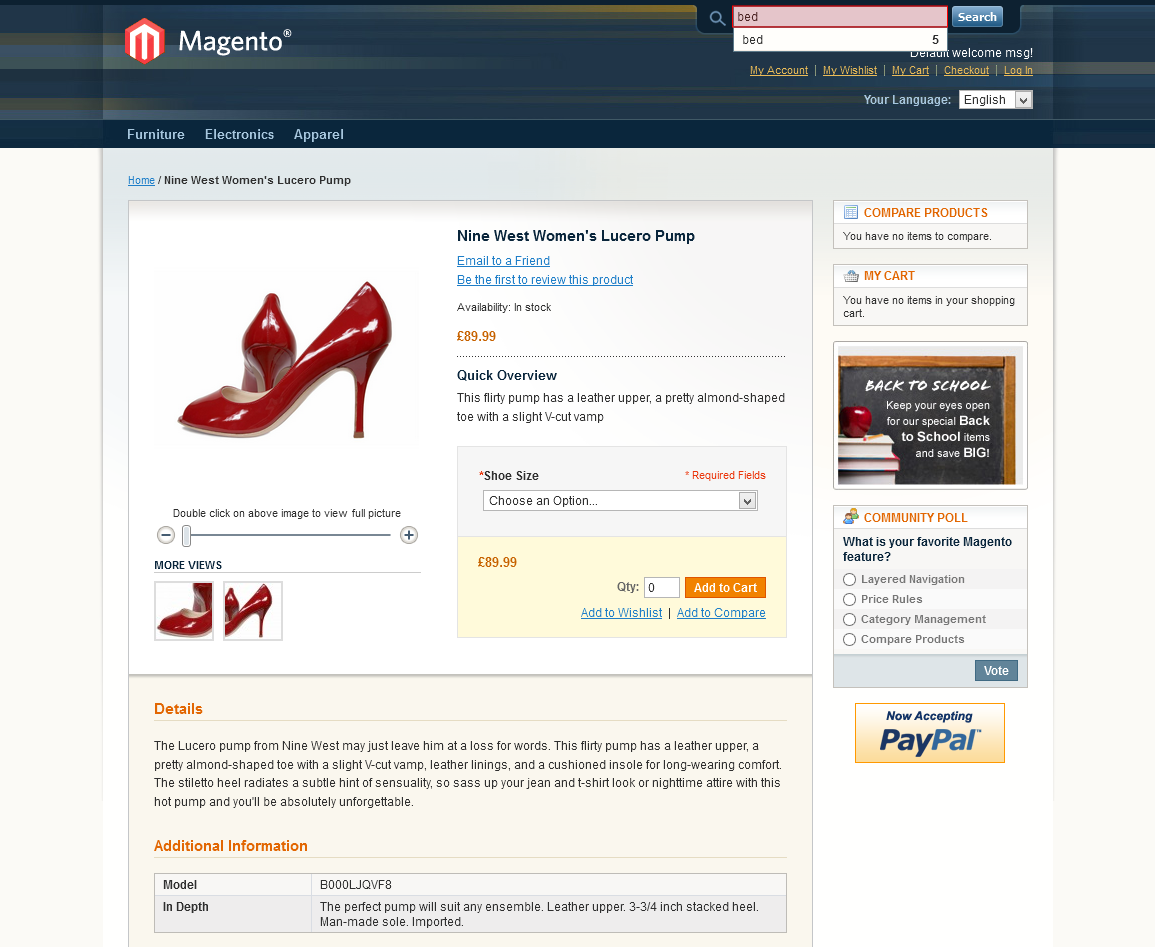 Magento®
bed
Search
bed 5
Default welcome msg!
My Account | My Wishlist | My Cart | Checkout | Log In
Your Language: English
Furniture Electronics Apparel
Home / Nine West Women's Lucero Pump
Nine West Women's Lucero Pump
Email to a Friend
Be the first to review this product
Availability: In stock
£89.99
Quick Overview
This flirty pump has a leather upper, a pretty almond-shaped
toe with a slight V-cut vamp
*Shoe Size * Required Fields
Choose an Option...
£89.99
Qty: 0 Add to Cart
Add to Wishlist | Add to Compare
Double click on above image to view full picture
MORE VIEWS
Details
The Lucero pump from Nine West may just leave him at a loss for words. This flirty pump has a leather upper, a
pretty almond-shaped toe with a slight V-cut vamp, leather linings, and a cushioned insole for long-wearing comfort.
The stiletto heel radiates a subtle hint of sensuality, so sass up your jean and t-shirt look or nighttime attire with this
hot pump and you'll be absolutely unforgettable.
Additional Information
Model B000LJQVF8
In Depth The perfect pump will suit any ensemble. Leather upper. 3-3/4 inch stacked heel.
Man-made sole. Imported.
COMPARE PRODUCTS
You have no items to compare.
MY CART
You have no items in your shopping
cart.
BACK TO SCHOOL
Keep your eyes open
for our special Back
to School items
and save BIG!
COMMUNITY POLL
What is your favorite Magento
feature?
Layered Navigation
Price Rules
Category Management
Compare Products
Vote
Now Accepting
PayPal™